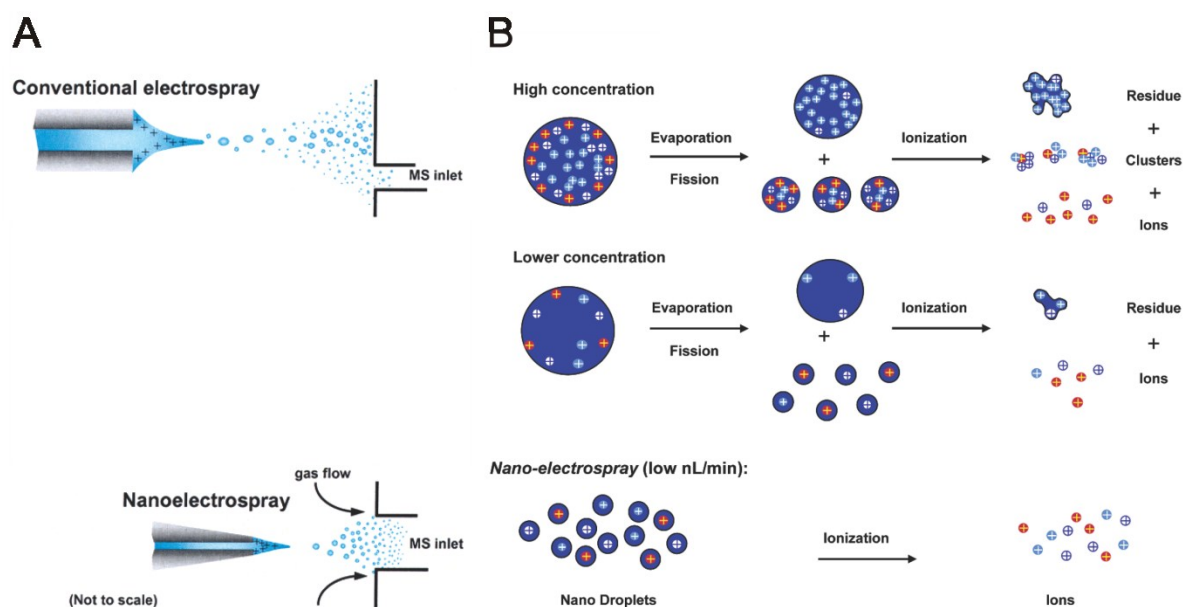 A
B
Conventional electrospray
MS inlet
High concentration
Evaporation
Fission
+
Ionization
Residue
+
Clusters
+
Ions
Lower concentration
Evaporation
Fission
+
Ionization
Residue
+
Ions
Nanoelectrospray
gas flow
MS inlet
(Not to scale)
Nano-electrospray (low nL/min):
Nano Droplets
Ionization
Ions